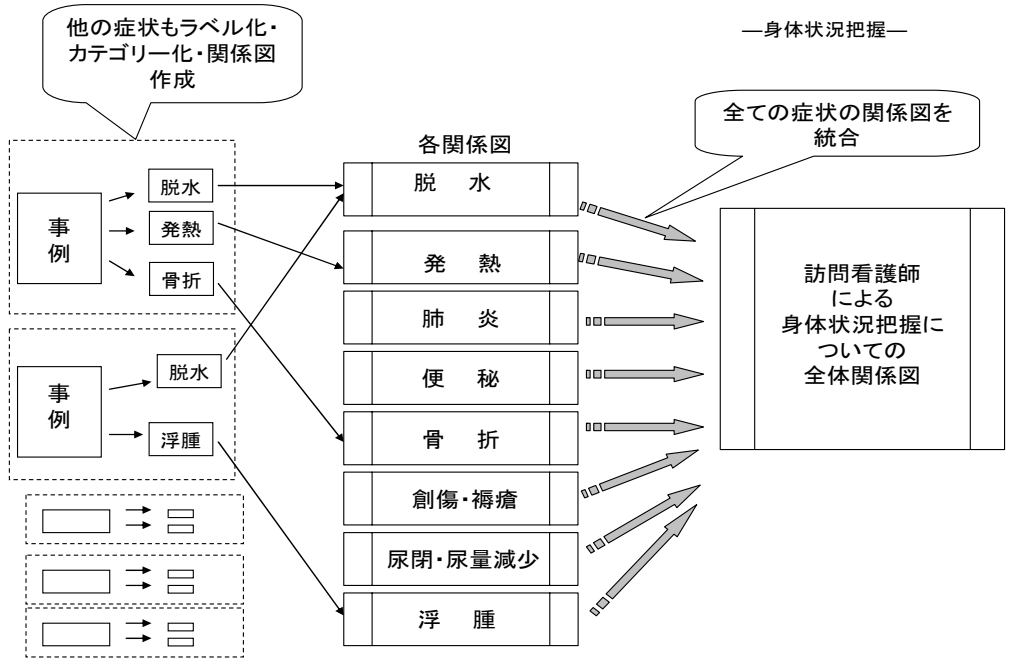 他の症状もラベル化・
カテゴリー化・関係図
作成
―身体状況把握―
全ての症状の関係図を
統合
各関係図
事
例
脱水
発熱
骨折
事
例
脱水
浮腫
脱　水
発　熱
肺　炎
便　秘
骨　折
創傷・褥瘡
尿閉・尿量減少
浮　腫
訪問看護師
による
身体状況把握に
ついての
全体関係図